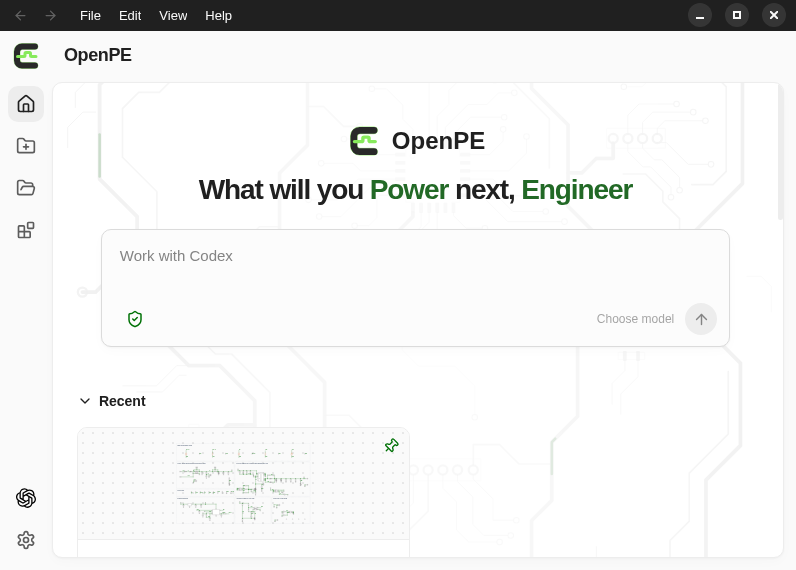 File Edit View Help
OpenPE
OpenPE
What will you Power next, Engineer
Work with Codex
Choose model
Recent